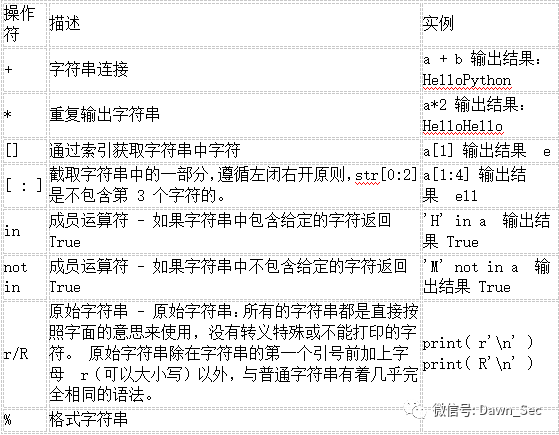 操作符 描述 实例
+ 字符串连接 a + b 输出结果：
HelloPython
* 重复输出字符串 a*2 输出结果：
HelloHello
[] 通过索引获取字符串中字符 a[1] 输出结果 e
[ : ] 截取字符串中的一部分，遵循左闭右开原则，str[0:2]
是不包含第 3 个字符的。 a[1:4] 输出结
果 ell
in 成员运算符 - 如果字符串中包含给定的字符返回
True 'H' in a 输出结
果 True
not
in 成员运算符 - 如果字符串中不包含给定的字符返回
True 'M' not in a 输
出结果 True
r/R 原始字符串 - 原始字符串：所有的字符串都是直接按
照字面的意思来使用，没有转义特殊或不能打印的字
符。 原始字符串除在字符串的第一个引号前加上字
母 r（可以大小写）以外，与普通字符串有着几乎完
全相同的语法。
print( r'\n' )
print( R'\n' )
% 格式字符串
微信号: Dawn_Sec